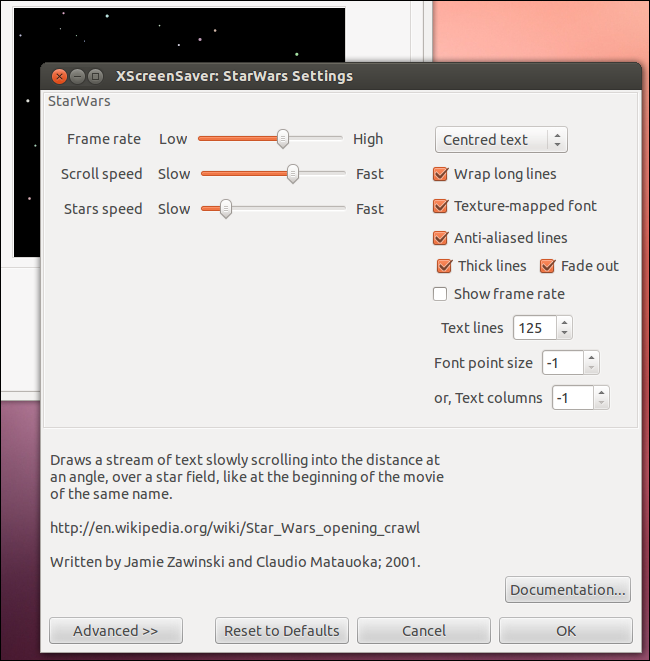 XScreenSaver: StarWars Settings
StarWars
Frame rate Low High
Centred text
Scroll speed Slow Fast
Wrap long lines
Stars speed Slow Fast
Texture-mapped font
Anti-aliased lines
Thick lines Fade out
Show frame rate
Text lines 125
Font point size -1
or, Text columns -1
Draws a stream of text slowly scrolling into the distance at
an angle, over a star field, like at the beginning of the movie
of the same name.
http://en.wikipedia.org/wiki/Star_Wars_opening_crawl
Written by Jamie Zawinski and Claudio Matauoka; 2001.
Documentation...
Advanced >> Reset to Defaults Cancel OK